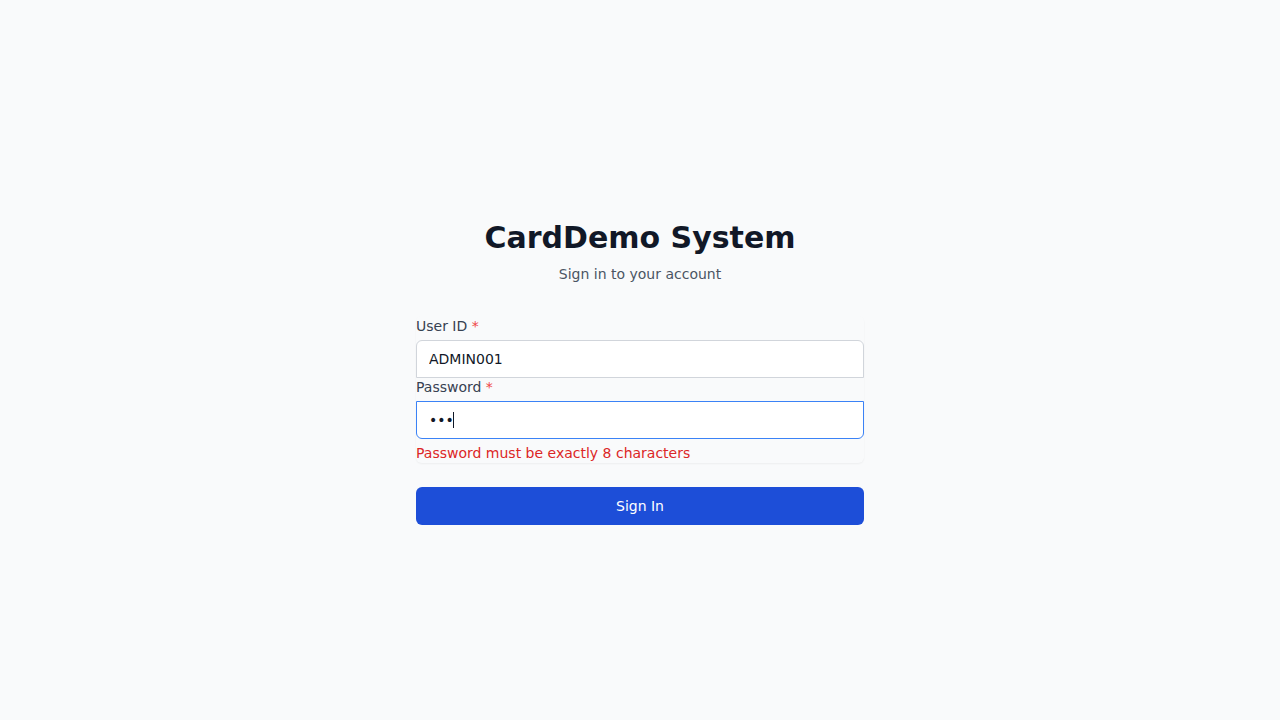 CardDemo System
Sign in to your account
User ID *
ADMIN001
Password *
•••
Password must be exactly 8 characters
Sign In